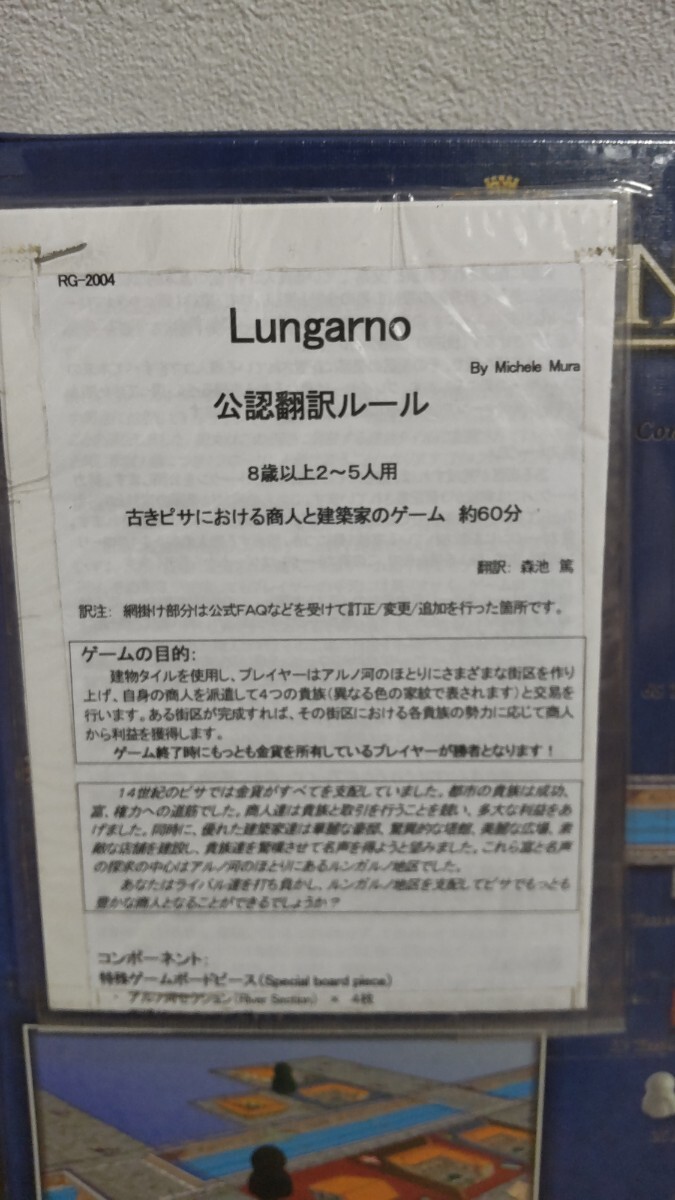 RG-2004
Lungarno
By Michele Mura
公認翻訳ルール
8歳以上2～5人用
古きピサにおける商人と建築家のゲーム 約60分
翻訳: 森池 篤
訳注: 網掛け部分は公式FAQなどを受けて訂正/変更/追加を行った箇所です。
ゲームの目的:
建物タイルを使用し、プレイヤーはアルノ河のほとりにさまざまな街区を作り
上げ、自身の商人を派遣して4つの貴族(異なる色の家紋で表されます)と交易を
行います。ある街区が完成すれば、その街区における各貴族の勢力に応じて商人
から利益を獲得します。
ゲーム終了時にもっとも金貨を所有しているプレイヤーが勝者となります！
14世紀のピサでは金貨がすべてを支配していました。都市の貴族は成功、
富、権力への道筋でした。商人達は貴族と取引を行うことを競い、多大な利益をあ
げました。同時に、優れた建築家達は華麗な豪邸、驚異的な塔館、美麗な広場、素
敵な店舗を建設し、貴族達を驚嘆させて名声を得ようと望みました。これら富と名声
の探求の中心はアルノ河のほとりにあるルンガルノ地区でした。
あなたはライバル達を打ち負かし、ルンガルノ地区を支配してピサでもっとも
豊かな商人となることができるでしょうか？
コンポーネント:
特殊ゲームボードピース(Special board piece)
・ アルノ河セクション(River Section) × 4枚